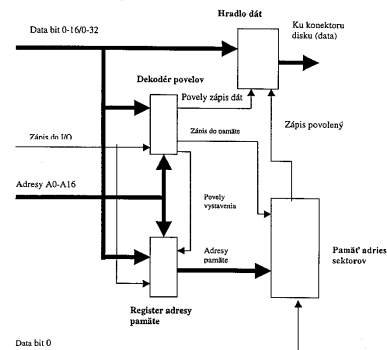 Hradlo dát
Data bit 0-16/0-32
Ku konektoru
disku (data)
Dekodér povelov
Povely zápis dát
Zápis do I/O
Zápis do pamäte
Zápis povolený
Adresy A0-A16
Povely
vystavenia
Adresy
pamäte
Pamäť adries
sektorov
Register adresy
pamäte
Data bit 0